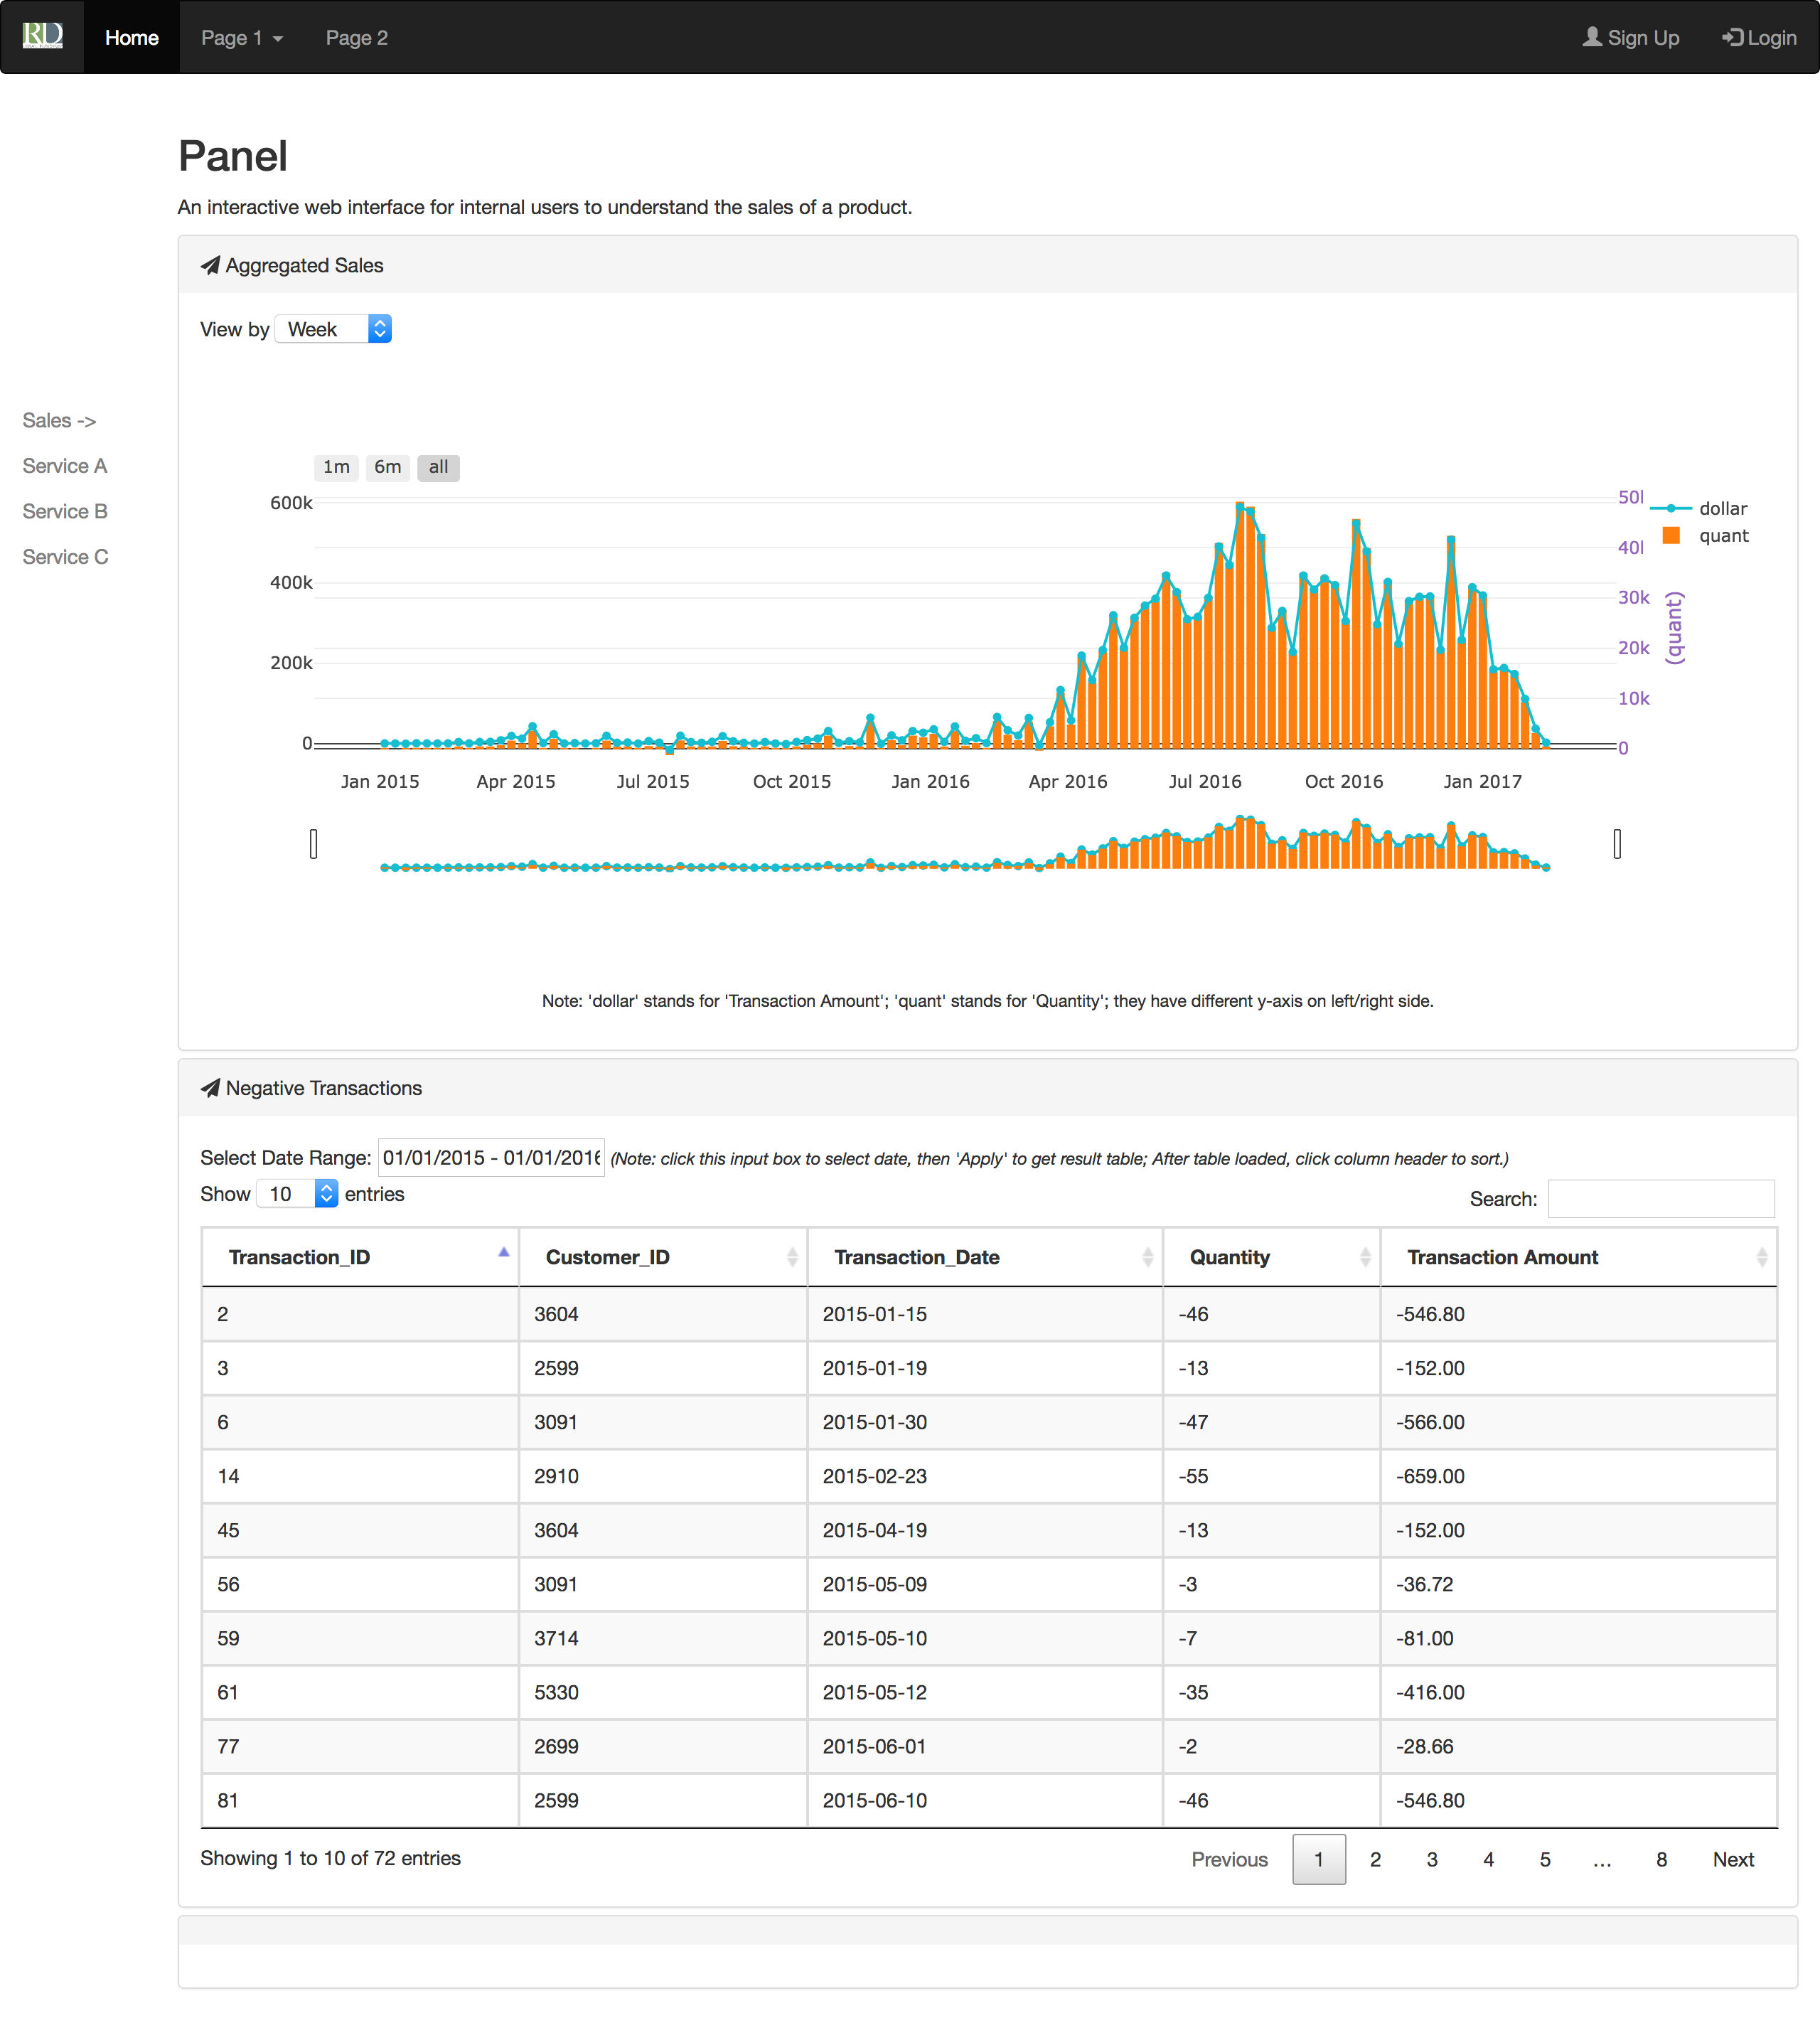 RD
Home
Page 1
Page 2
Sign Up
Login
Panel
An interactive web interface for internal users to understand the sales of a product.
Aggregated Sales
View by Week
Sales ->
Service A
Service B
Service C
1m 6m all
600k
400k
200k
0
50l
40l
30k
20k
10k
0
(quant)
dollar
quant
Jan 2015 Apr 2015 Jul 2015 Oct 2015 Jan 2016 Apr 2016 Jul 2016 Oct 2016 Jan 2017
Note: 'dollar' stands for 'Transaction Amount'; 'quant' stands for 'Quantity'; they have different y-axis on left/right side.
Negative Transactions
Select Date Range: 01/01/2015 - 01/01/2016 (Note: click this input box to select date, then 'Apply' to get result table; After table loaded, click column header to sort.)
Show 10 entries
Search:
Transaction_ID Customer_ID Transaction_Date Quantity Transaction Amount
2 3604 2015-01-15 -46 -546.80
3 2599 2015-01-19 -13 -152.00
6 3091 2015-01-30 -47 -566.00
14 2910 2015-02-23 -55 -659.00
45 3604 2015-04-19 -13 -152.00
56 3091 2015-05-09 -3 -36.72
59 3714 2015-05-10 -7 -81.00
61 5330 2015-05-12 -35 -416.00
77 2699 2015-06-01 -2 -28.66
81 2599 2015-06-10 -46 -546.80
Showing 1 to 10 of 72 entries
Previous 1 2 3 4 5 … 8 Next